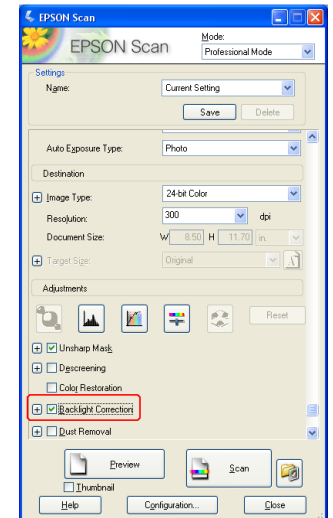 EPSON Scan
EPSON Scan
Mode:
Professional Mode
Settings
Name:
Current Setting
Save
Delete
Auto Exposure Type:
Photo
Destination
Image Type:
24-bit Color
Resolution:
300
dpi
Document Size:
W 8.50 H 11.70 in.
Target Size:
Original
Adjustments
Reset
Unsharp Mask
Descreening
Color Restoration
Backlight Correction
Dust Removal
Preview
Scan
Thumbnail
Help
Configuration...
Close